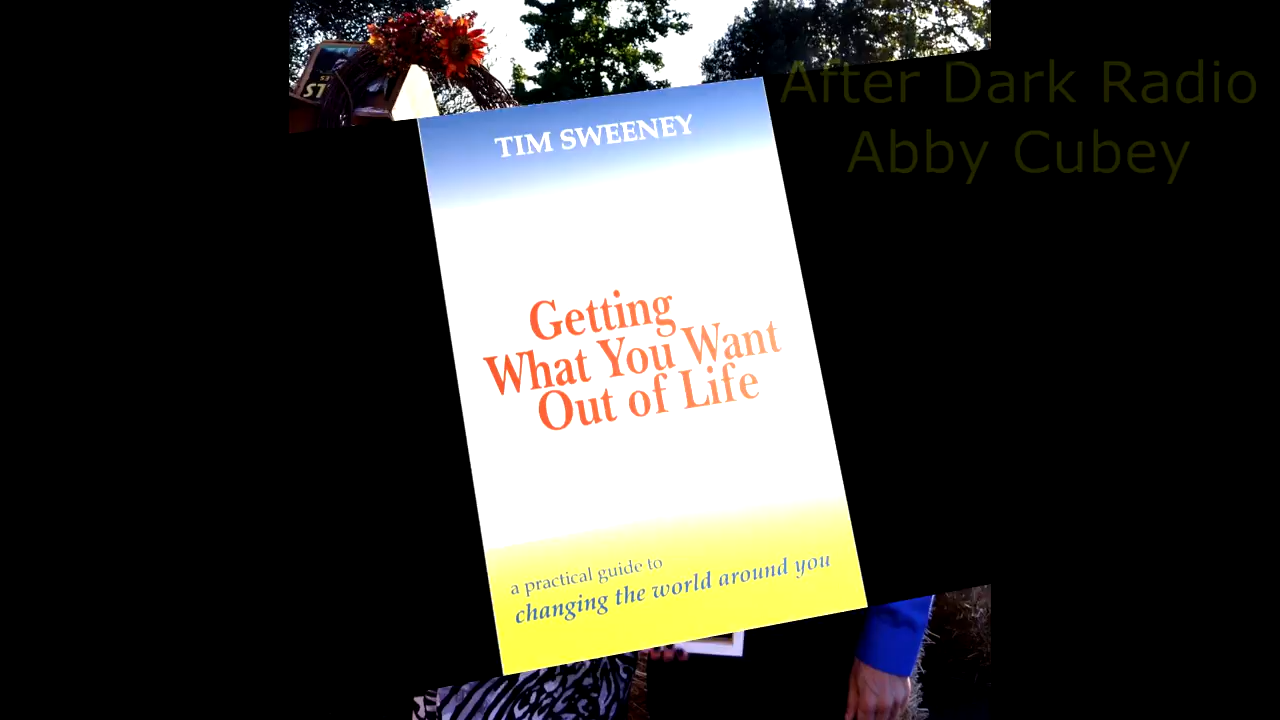 After Dark Radio
Abby Cubey
TIM SWEENEY
Getting
What You Want
Out of Life
a practical guide to
changing the world around you